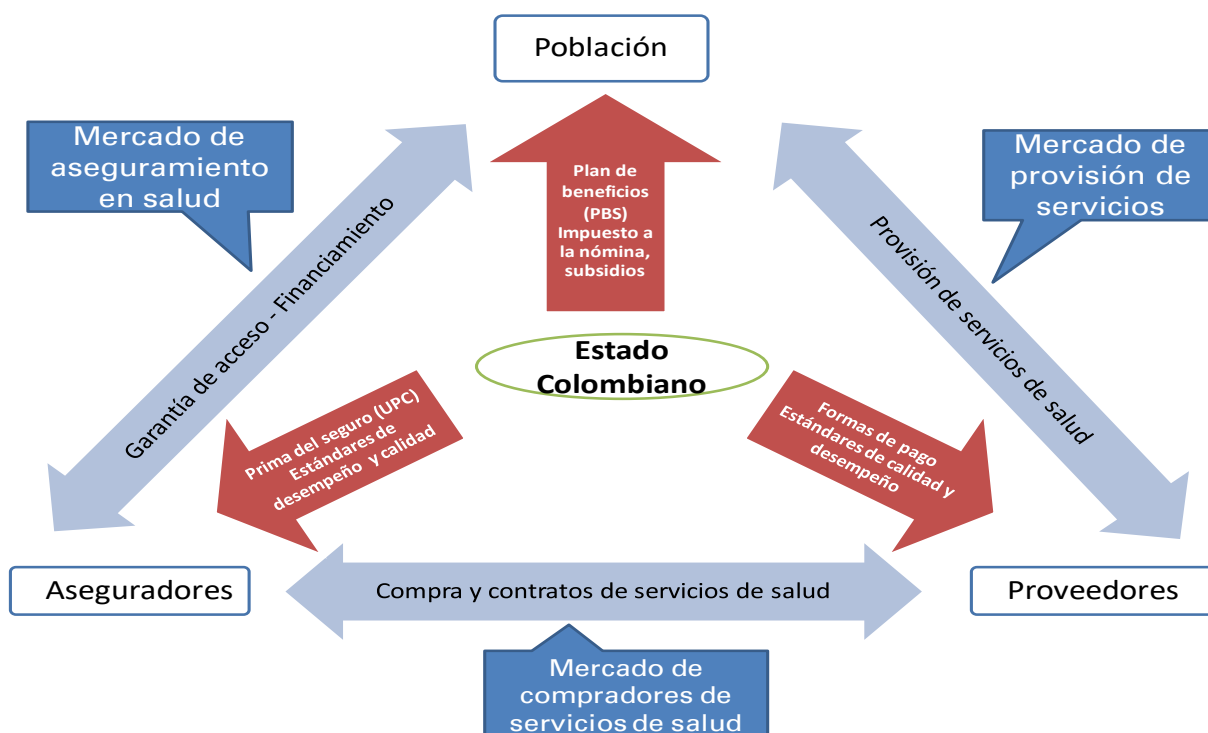 Población
Mercado de
aseguramiento
en salud
Mercado de
provisión de
servicios
Plan de
beneficios
(PBS)
Impuesto a
la nómina,
subsidios
Garantía de acceso - Financiamiento
Provisión de servicios de salud
Estado
Colombiano
Prima del seguro (UPC)
Estándares de
desempeño y calidad
Formas de pago
Estándares de calidad y
desempeño
Aseguradores
Compra y contratos de servicios de salud
Proveedores
Mercado de
compradores de
servicios de salud